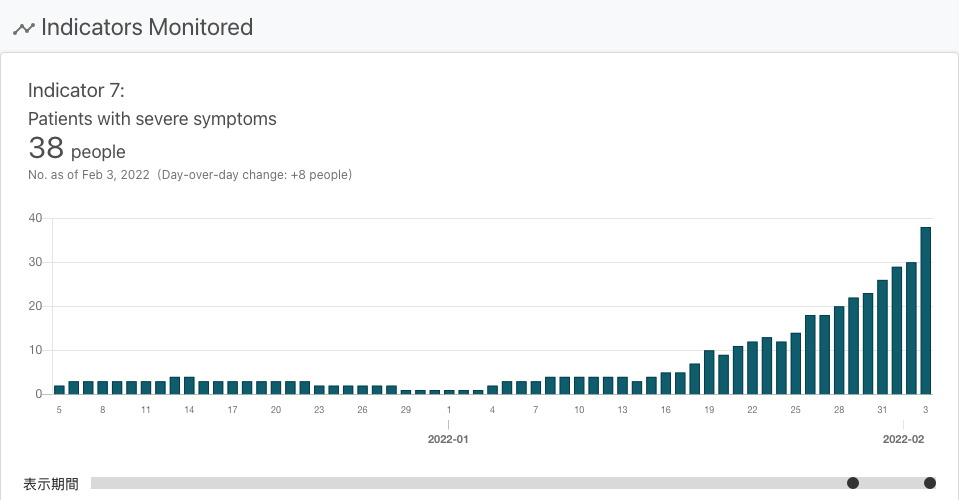 Indicators Monitored
Indicator 7:
Patients with severe symptoms
38 people
No. as of Feb 3, 2022 (Day-over-day change: +8 people)
40
30
20
10
0
5 8 11 14 17 20 23 26 29 1 4 7 10 13 16 19 22 25 28 31 3
2022-01 2022-02
表示期間